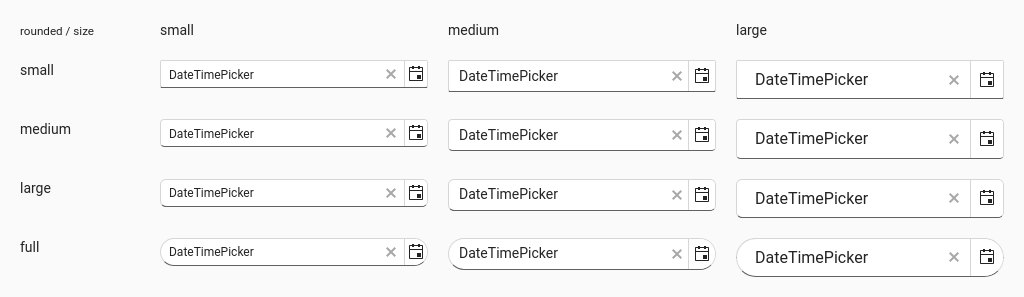 rounded / size small medium large
small DateTimePicker DateTimePicker DateTimePicker
medium DateTimePicker DateTimePicker DateTimePicker
large DateTimePicker DateTimePicker DateTimePicker
full DateTimePicker DateTimePicker DateTimePicker